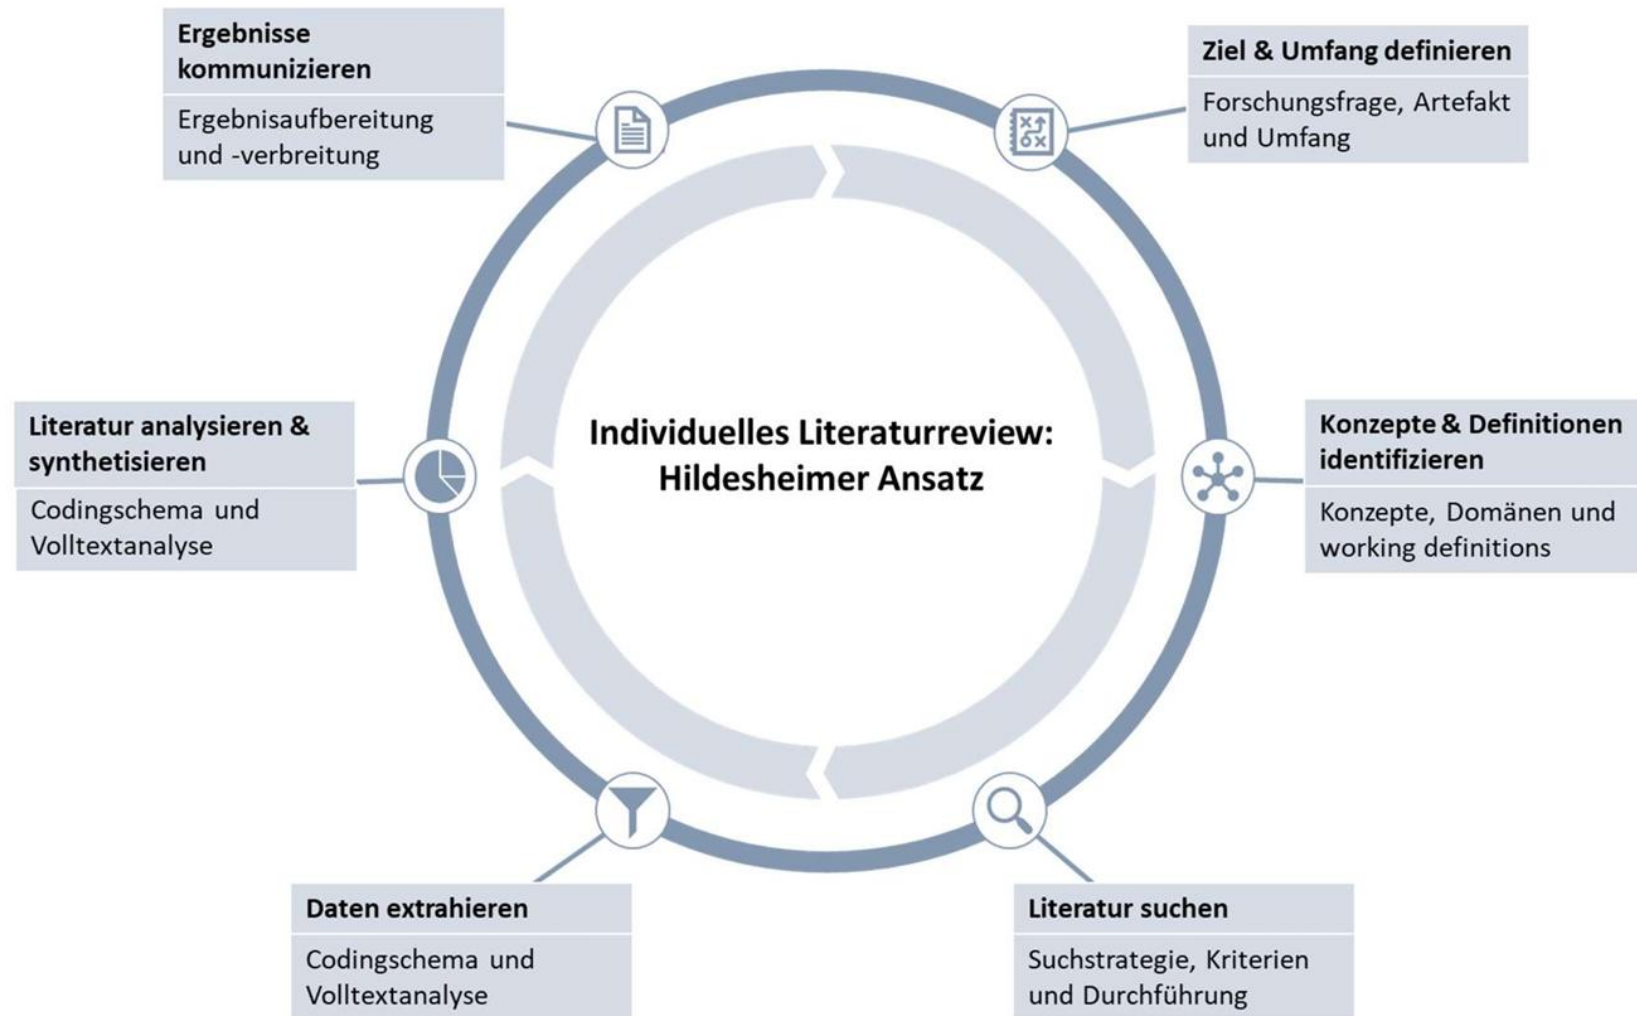 Ergebnisse
kommunizieren
Ergebnisaufbereitung
und -verbreitung
Ziel & Umfang definieren
Forschungsfrage, Artefakt
und Umfang
Individuelles Literaturreview:
Hildesheimer Ansatz
Literatur analysieren &
synthetisieren
Codingschema und
Volltextanalyse
Konzepte & Definitionen
identifizieren
Konzepte, Domänen und
working definitions
Daten extrahieren
Codingschema und
Volltextanalyse
Literatur suchen
Suchstrategie, Kriterien
und Durchführung